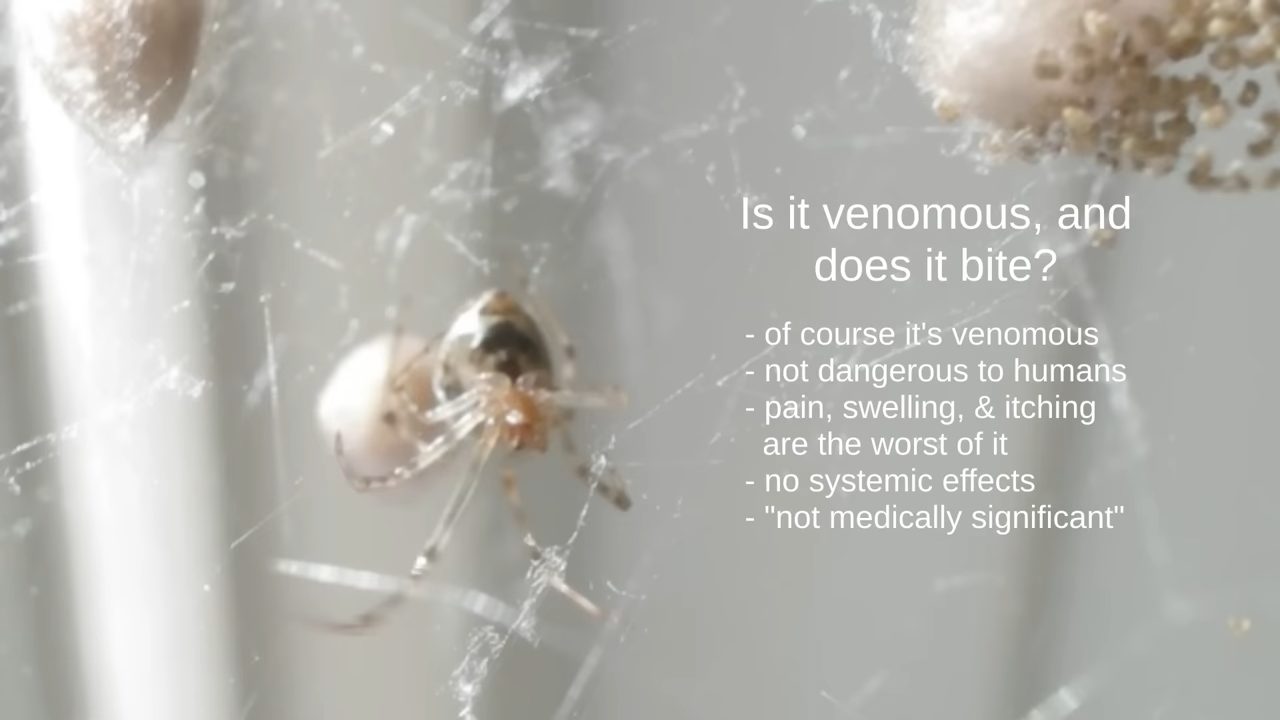 Is it venomous, and
does it bite?
- of course it's venomous
- not dangerous to humans
- pain, swelling, & itching
are the worst of it
- no systemic effects
- "not medically significant"